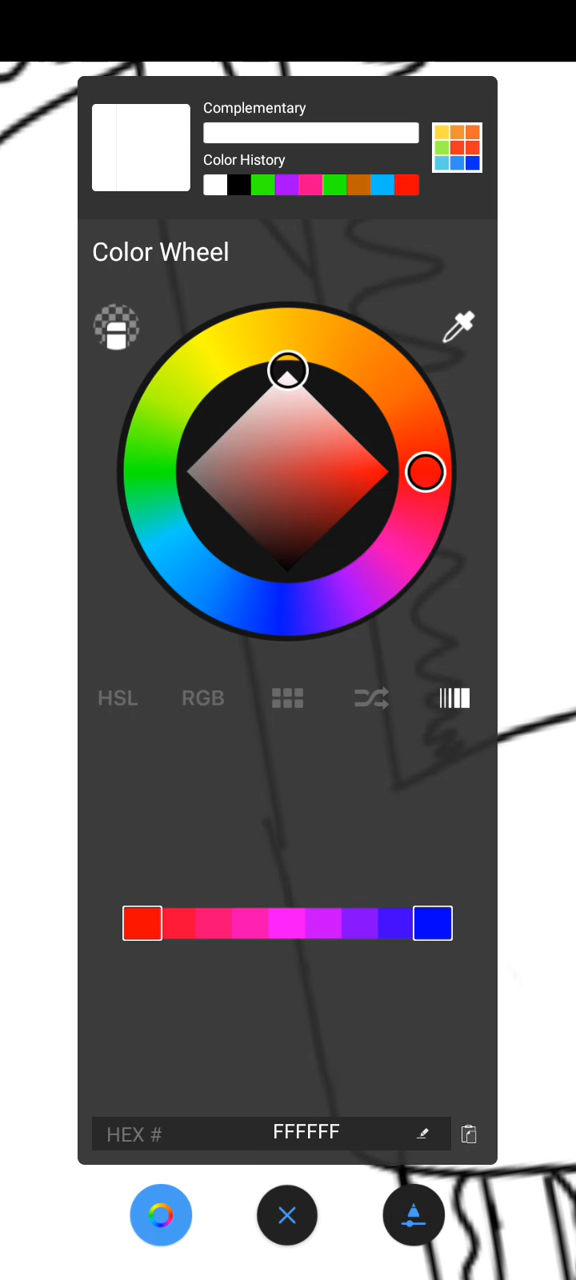 Complementary
Color History
Color Wheel
HSL RGB
HEX # FFFFFF